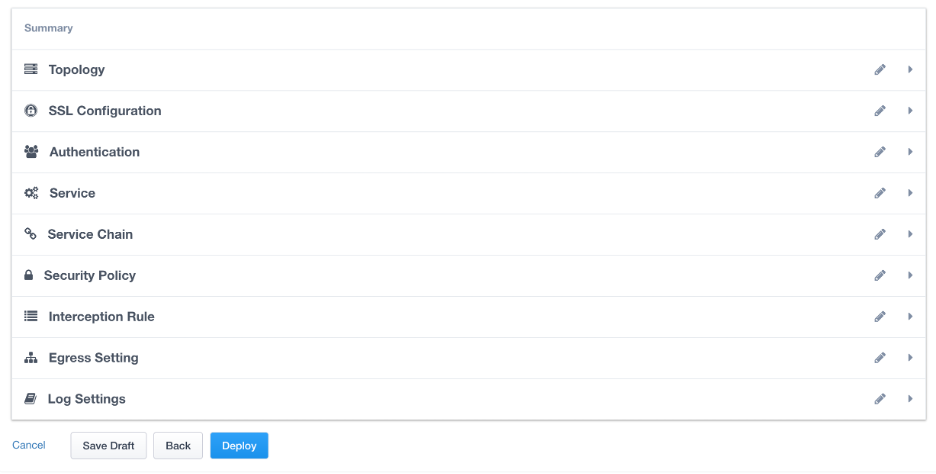 Summary
Topology
SSL Configuration
Authentication
Service
Service Chain
Security Policy
Interception Rule
Egress Setting
Log Settings
Cancel Save Draft Back Deploy